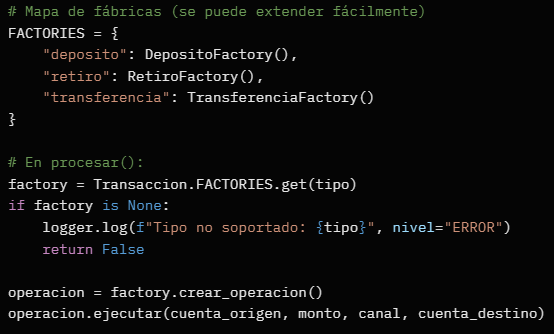 # Mapa de fábricas (se puede extender fácilmente)
FACTORIES = {
    "deposito": DepositoFactory(),
    "retiro": RetiroFactory(),
    "transferencia": TransferenciaFactory()
}

# En procesar():
factory = Transaccion.FACTORIES.get(tipo)
if factory is None:
    logger.log(f"Tipo no soportado: {tipo}", nivel="ERROR")
    return False

operacion = factory.crear_operacion()
operacion.ejecutar(cuenta_origen, monto, canal, cuenta_destino)